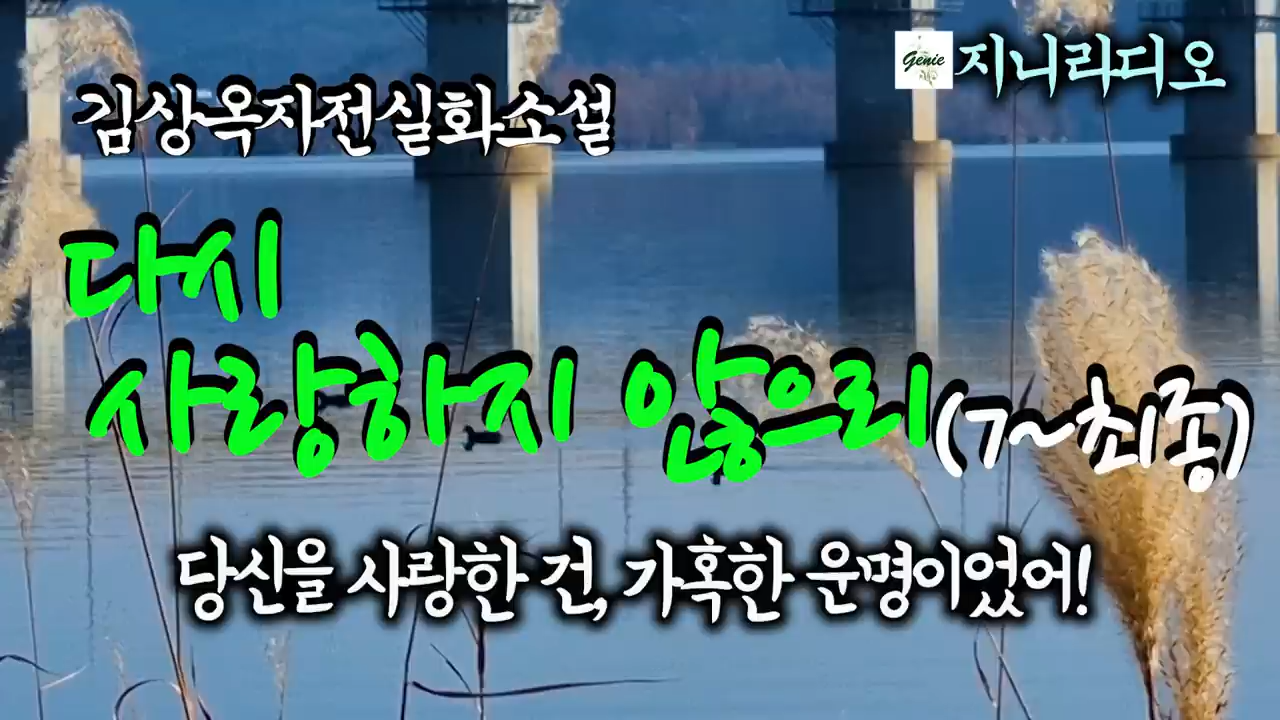 Genie 지니라디오
김상옥자전실화소설
다시
사랑하지 않으리(7~최종)
당신을 사랑한 건, 가혹한 운명이었어!